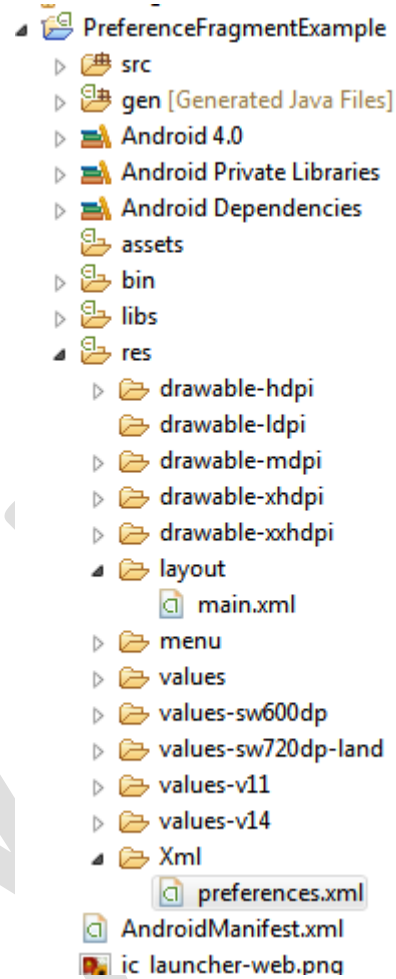 PreferenceFragmentExample
src
gen [Generated Java Files]
Android 4.0
Android Private Libraries
Android Dependencies
assets
bin
libs
res
drawable-hdpi
drawable-ldpi
drawable-mdpi
drawable-xhdpi
drawable-xxhdpi
layout
main.xml
menu
values
values-sw600dp
values-sw720dp-land
values-v11
values-v14
Xml
preferences.xml
AndroidManifest.xml
ic_launcher-web.png